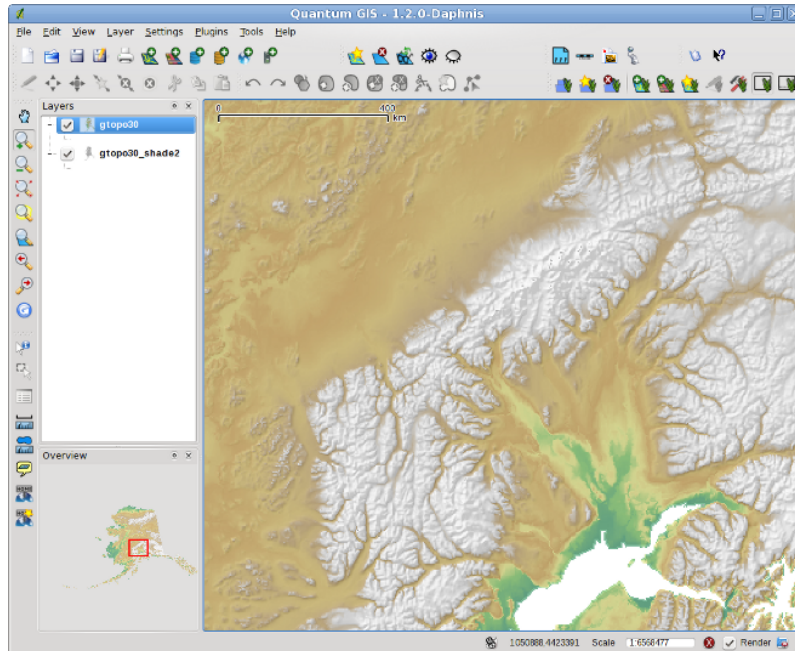 Quantum GIS - 1.2.0-Daphnis
File Edit View Layer Settings Plugins Tools Help
Layers
gtopo30
gtopo30_shade2
0 400
km
Overview
1050888,4423391 Scale 1:6568477 Render